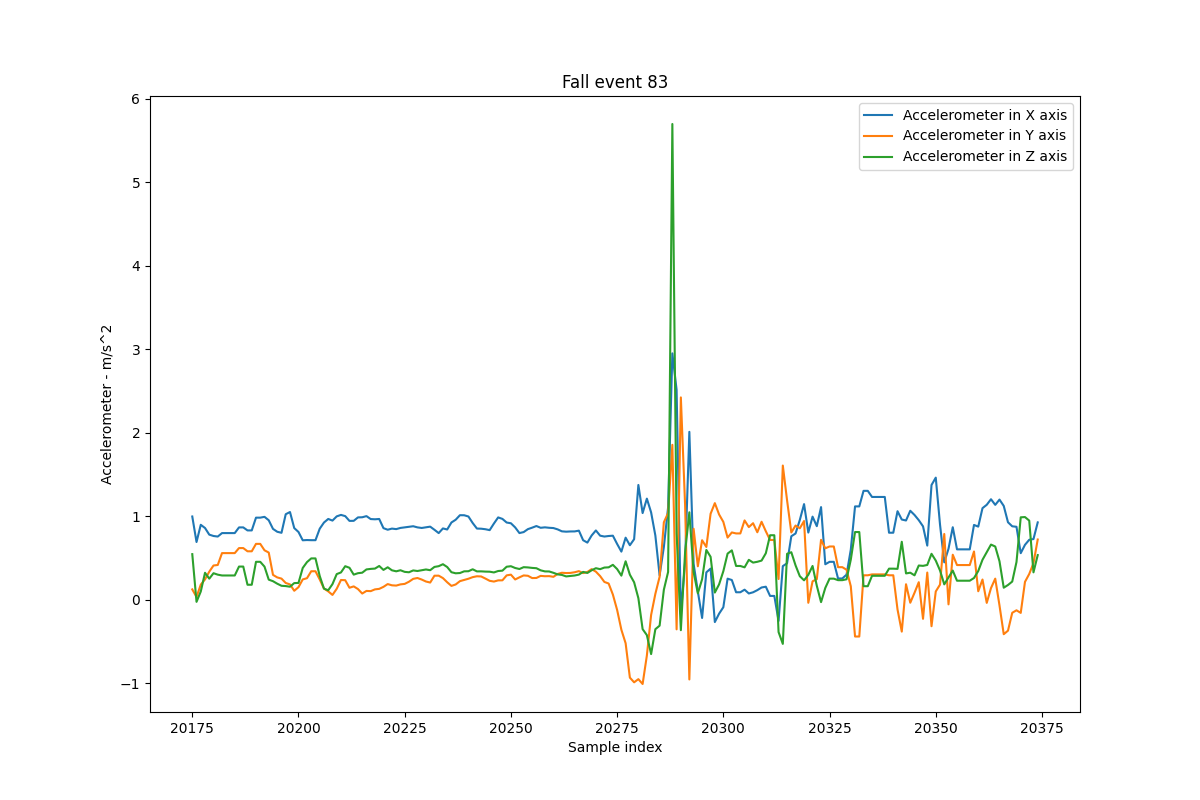 Fall event 83
Accelerometer in X axis
Accelerometer in Y axis
Accelerometer in Z axis
6
5
4
3
2
1
0
−1
Accelerometer - m/s^2
20175 20200 20225 20250 20275 20300 20325 20350 20375
Sample index